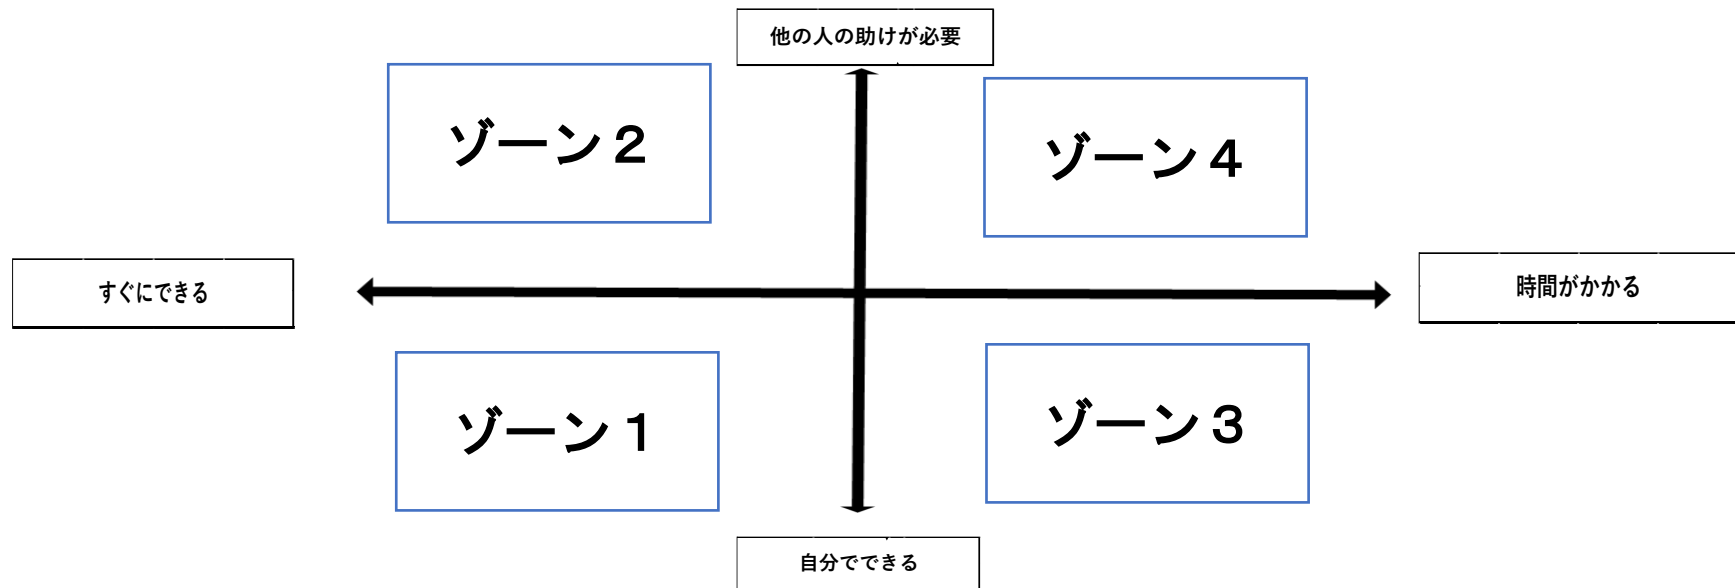 他の人の助けが必要
ゾーン２
ゾーン４
すぐにできる
時間がかかる
ゾーン１
ゾーン３
自分でできる